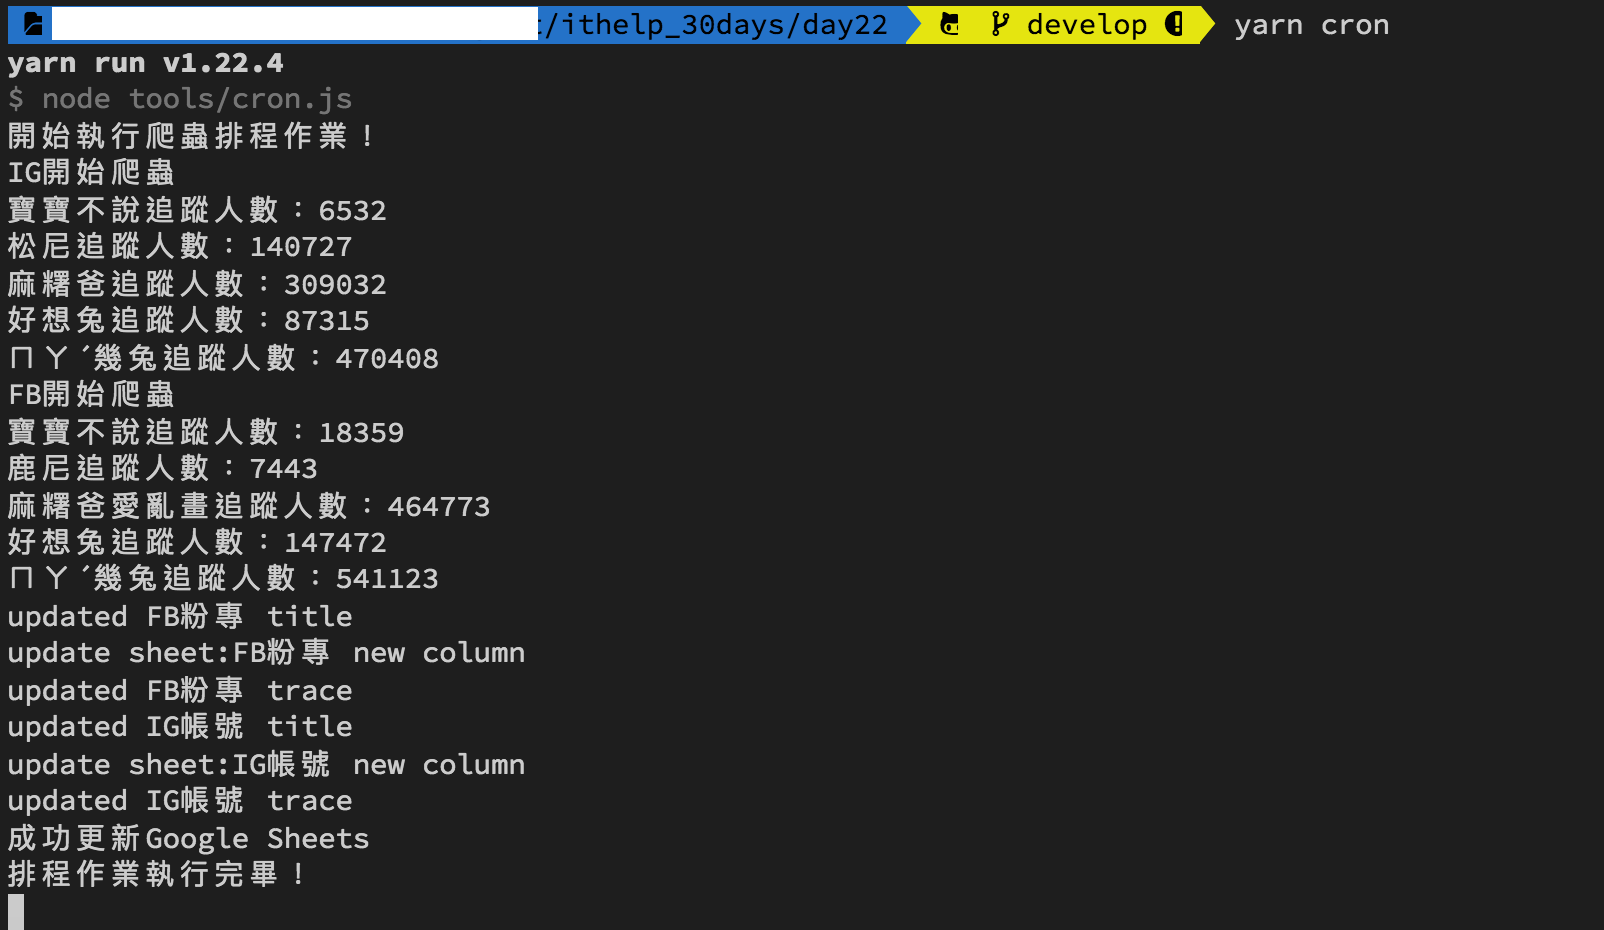 /ithelp_30days/day22 develop yarn cron
yarn run v1.22.4
$ node tools/cron.js
開始執行爬蟲排程作業！
IG開始爬蟲
寶寶不說追蹤人數：6532
松尼追蹤人數：140727
麻糬爸追蹤人數：309032
好想兔追蹤人數：87315
ㄇㄚˊ幾兔追蹤人數：470408
FB開始爬蟲
寶寶不說追蹤人數：18359
鹿尼追蹤人數：7443
麻糬爸愛亂畫追蹤人數：464773
好想兔追蹤人數：147472
ㄇㄚˊ幾兔追蹤人數：541123
updated FB粉專 title
update sheet:FB粉專 new column
updated FB粉專 trace
updated IG帳號 title
update sheet:IG帳號 new column
updated IG帳號 trace
成功更新Google Sheets
排程作業執行完畢！